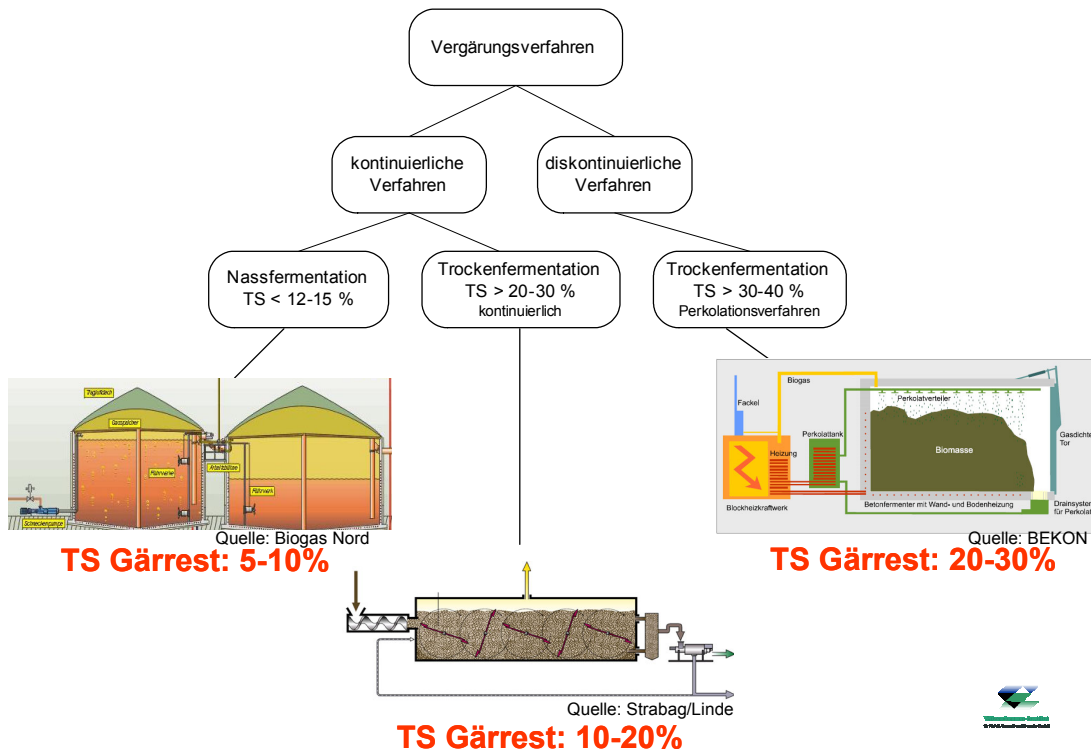 Vergärungsverfahren
kontinuierliche
Verfahren
diskontinuierliche
Verfahren
Nassfermentation
TS < 12-15 %
Trockenfermentation
TS > 20-30 %
kontinuierlich
Trockenfermentation
TS > 30-40 %
Perkolationsverfahren
Tragluftdach
Gasspeicher
Rührwerke
Arbeitsbühne
Rührwerk
Schneckenpumpe
Quelle: Biogas Nord
TS Gärrest: 5-10%
Biogas
Fackel
Perkolatverteiler
Perkolattank
Gasdichtes
Tor
Heizung
Biomasse
Blockheizkraftwerk
Betonfermenter mit Wand- und Bodenheizung
Drainsystem
für Perkolat
Quelle: BEKON
TS Gärrest: 20-30%
Quelle: Strabag/Linde
TS Gärrest: 10-20%